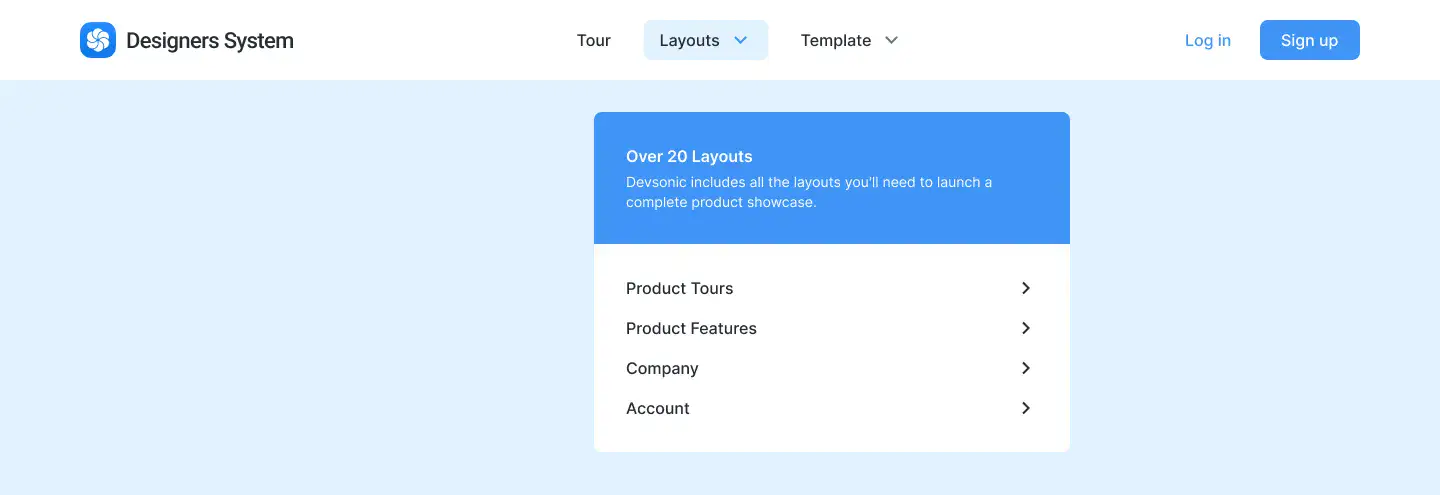 Designers System
Tour
Layouts
Template
Log in
Sign up
Over 20 Layouts
Devsonic includes all the layouts you'll need to launch a
complete product showcase.
Product Tours
Product Features
Company
Account